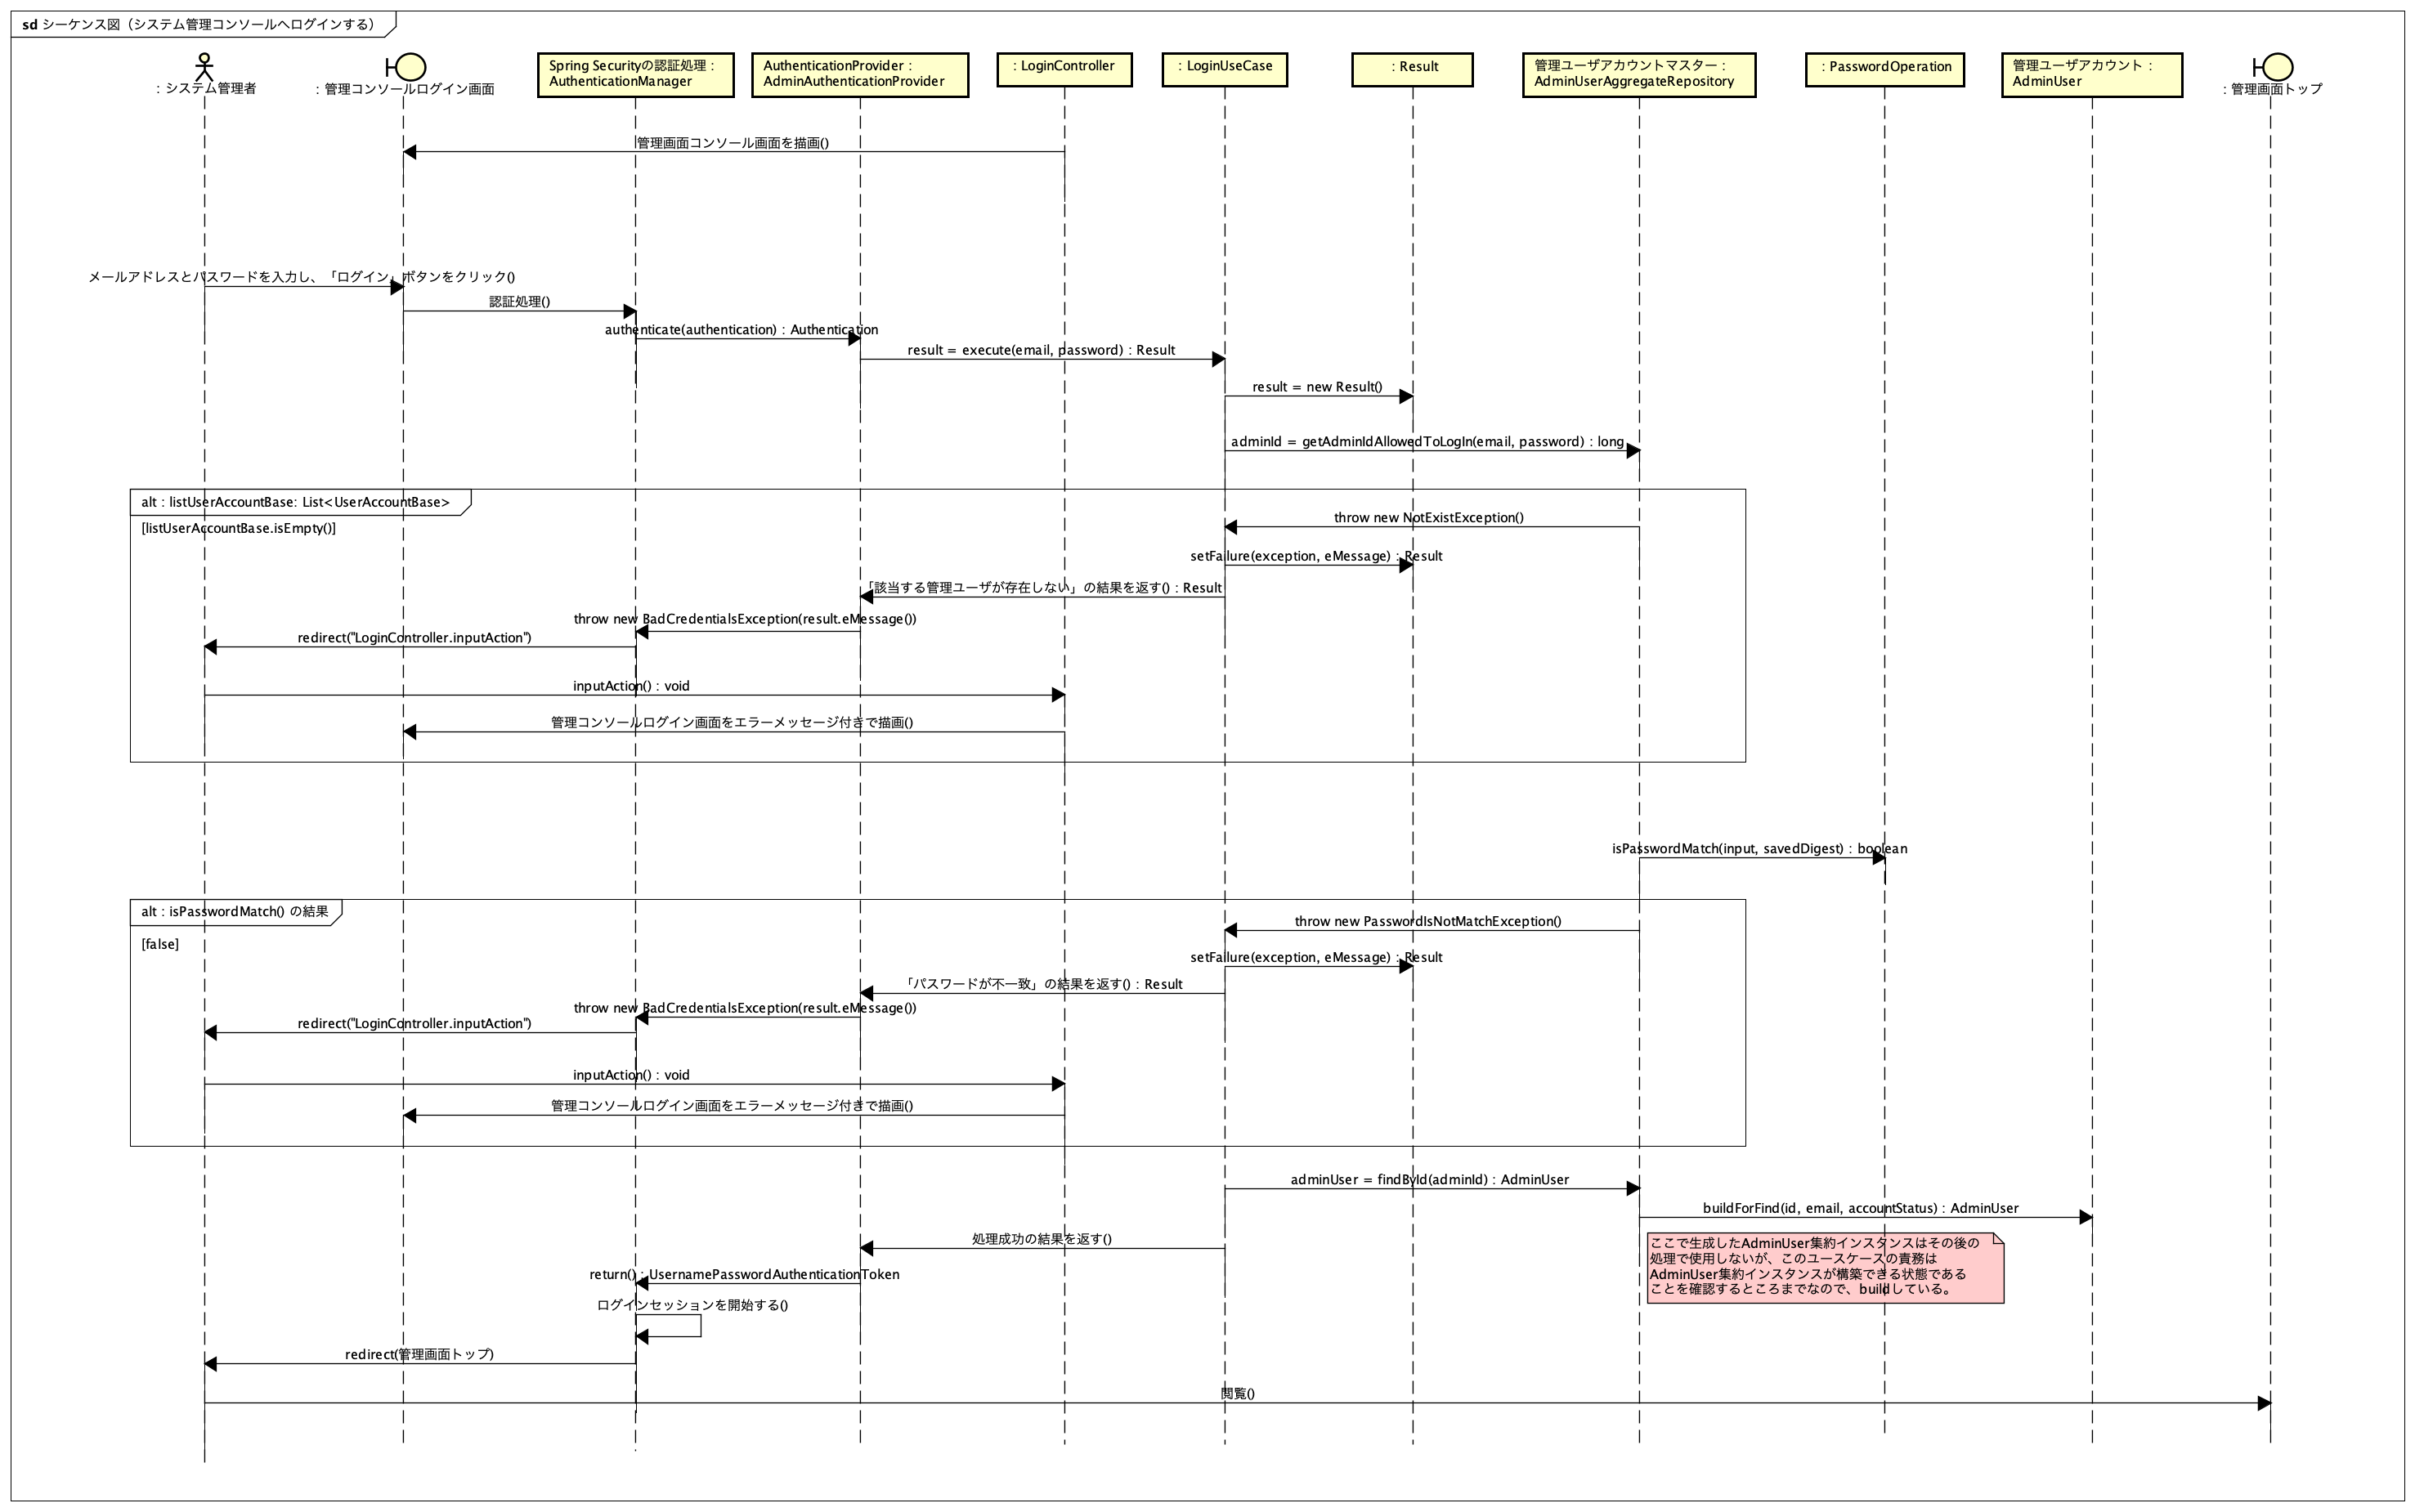 sd シーケンス図（システム管理コンソールへログインする）
: システム管理者
: 管理コンソールログイン画面
Spring Securityの認証処理 :
AuthenticationManager
AuthenticationProvider :
AdminAuthenticationProvider
: LoginController
: LoginUseCase
: Result
管理ユーザアカウントマスター :
AdminUserAggregateRepository
: PasswordOperation
管理ユーザアカウント :
AdminUser
: 管理画面トップ
管理画面コンソール画面を描画()
メールアドレスとパスワードを入力し、「ログイン」ボタンをクリック()
認証処理()
authenticate(authentication) : Authentication
result = execute(email, password) : Result
result = new Result()
adminId = getAdminIdAllowedToLogIn(email, password) : long
alt : listUserAccountBase: List<UserAccountBase>
[listUserAccountBase.isEmpty()]
throw new NotExistException()
setFailure(exception, eMessage) : Result
「該当する管理ユーザが存在しない」の結果を返す() : Result
throw new BadCredentialsException(result.eMessage())
redirect("LoginController.inputAction")
inputAction() : void
管理コンソールログイン画面をエラーメッセージ付きで描画()
isPasswordMatch(input, savedDigest) : boolean
alt : isPasswordMatch() の結果
[false]
throw new PasswordIsNotMatchException()
setFailure(exception, eMessage) : Result
「パスワードが不一致」の結果を返す() : Result
throw new BadCredentialsException(result.eMessage())
redirect("LoginController.inputAction")
inputAction() : void
管理コンソールログイン画面をエラーメッセージ付きで描画()
adminUser = findById(adminId) : AdminUser
buildForFind(id, email, accountStatus) : AdminUser
ここで生成したAdminUser集約インスタンスはその後の
処理で使用しないが、このユースケースの責務は
AdminUser集約インスタンスが構築できる状態である
ことを確認するところまでなので、buildしている。
処理成功の結果を返す()
return() : UsernamePasswordAuthenticationToken
ログインセッションを開始する()
redirect(管理画面トップ)
閲覧()